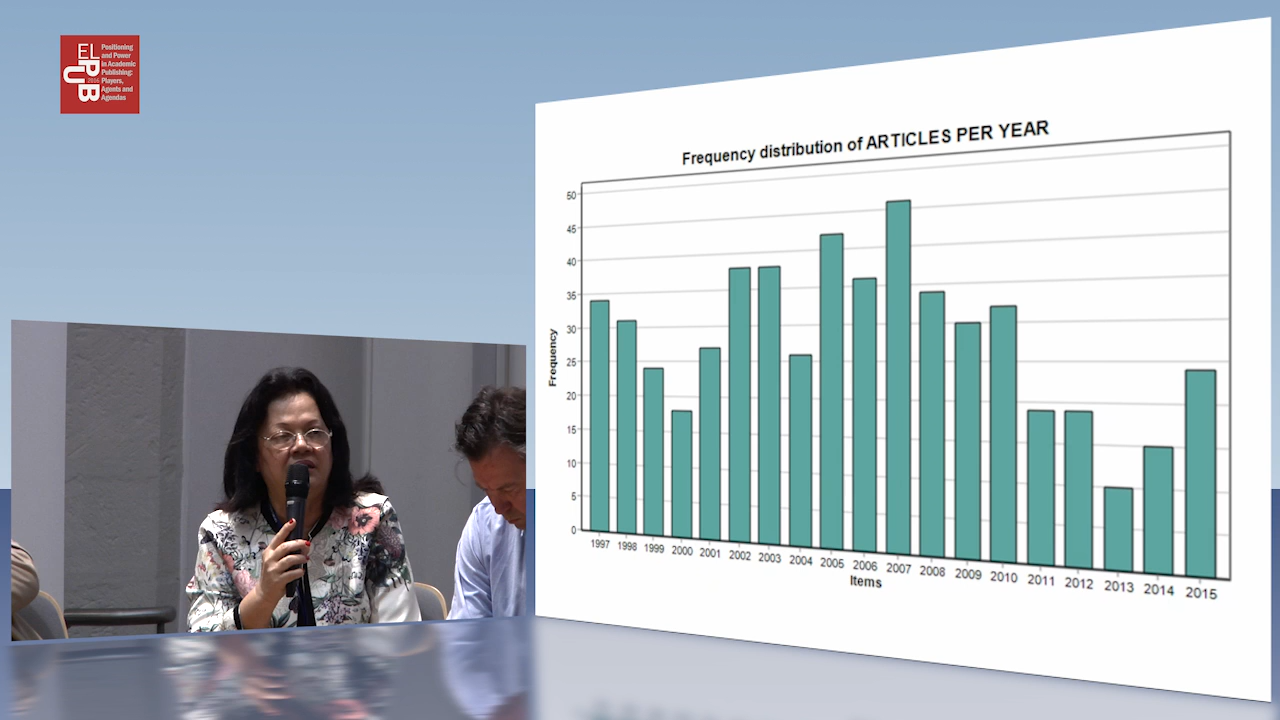 EL
PUB
2016
Positioning
and Power
in Academic
Publishing:
Players,
Agents and
Agendas
Frequency distribution of ARTICLES PER YEAR
Frequency
50
45
40
35
30
25
20
15
10
5
0
1997 1998 1999 2000 2001 2002 2003 2004 2005 2006 2007 2008 2009 2010 2011 2012 2013 2014 2015
Items